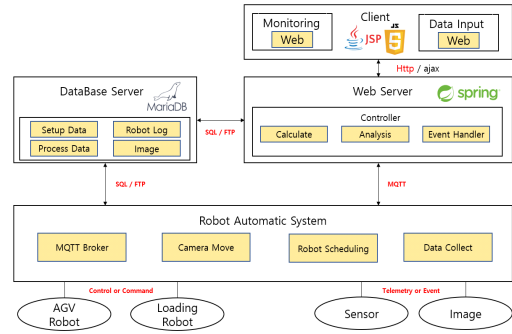 Client
Monitoring
Web
Java
JSP
JS
Data Input
Web
Http / ajax
DataBase Server
MariaDB
Setup Data
Robot Log
Process Data
Image
SQL / FTP
Web Server
spring
Controller
Calculate
Analysis
Event Handler
SQL / FTP
MQTT
Robot Automatic System
MQTT Broker
Camera Move
Robot Scheduling
Data Collect
Control or Command
Telemetry or Event
AGV
Robot
Loading
Robot
Sensor
Image